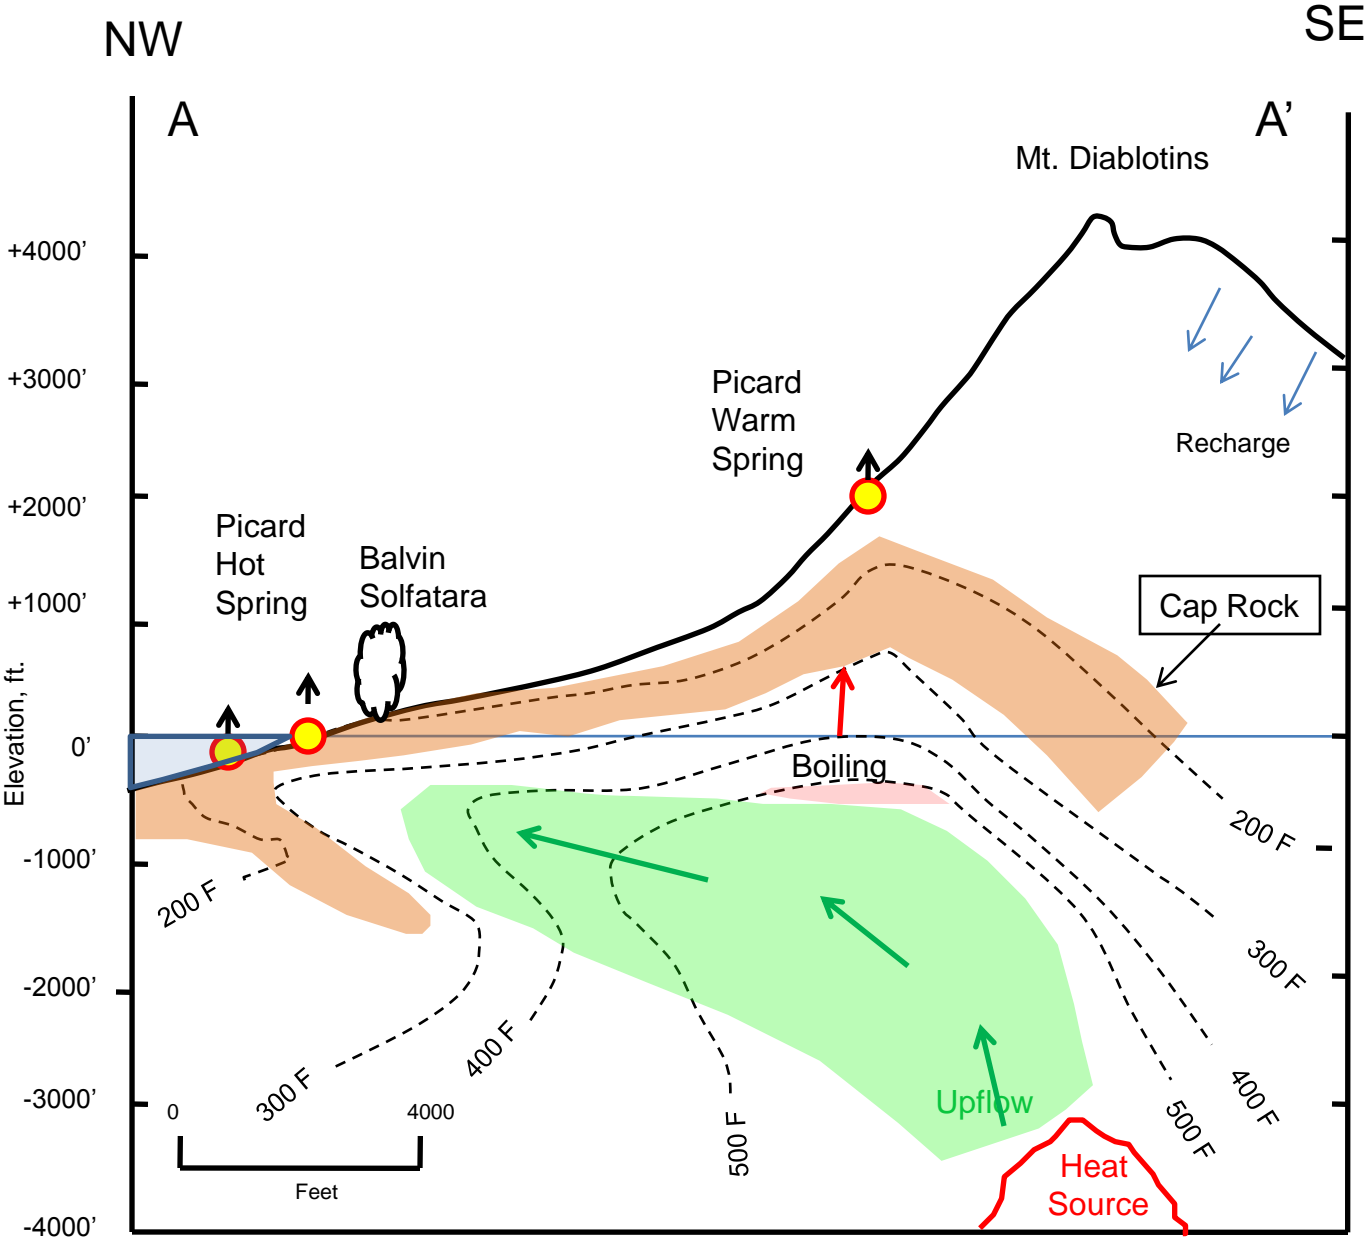 NW
SE
A
A’
Mt. Diablotins
+4000’
+3000’
+2000’
+1000’
0’
-1000’
-2000’
-3000’
-4000’
Elevation, ft.
Picard
Warm
Spring
Recharge
Picard
Hot
Spring
Balvin
Solfatara
Cap Rock
Boiling
200 F
300 F
400 F
500 F
200 F
300 F
400 F
500 F
Upflow
Heat
Source
0
4000
Feet